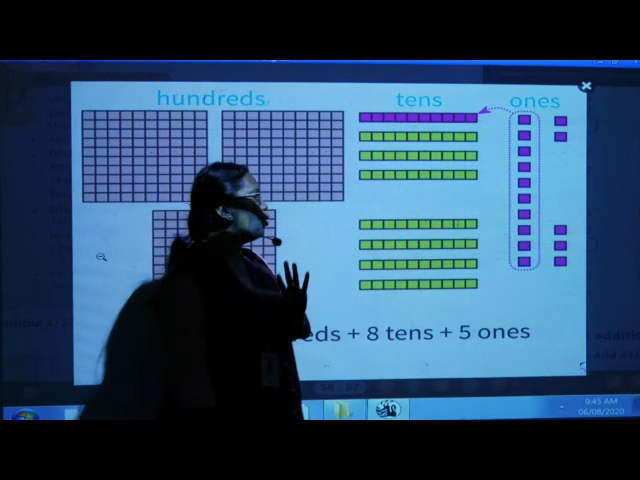 hundreds tens ones
eds + 8 tens + 5 ones
9:45 AM
06/08/2020